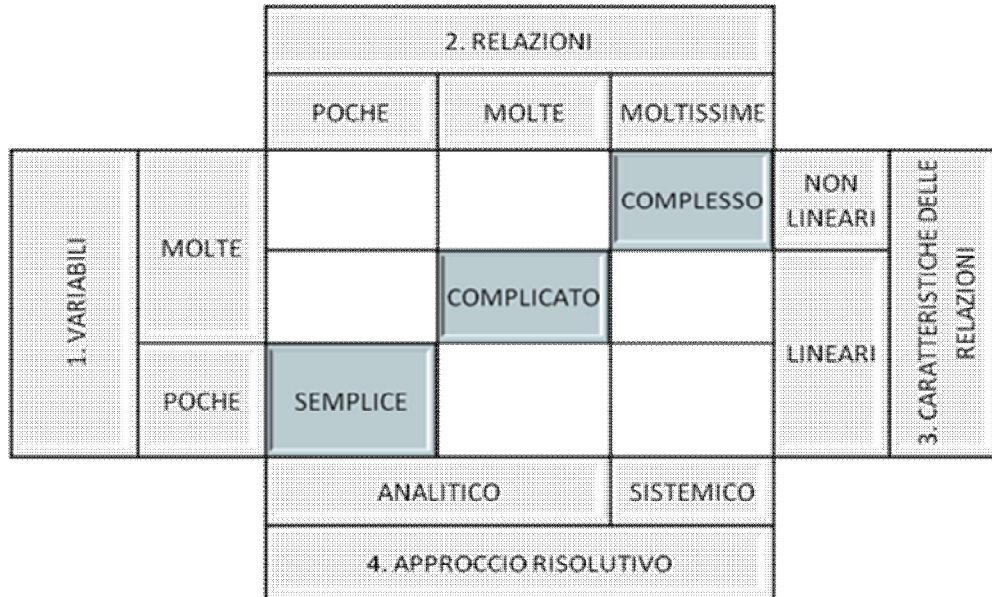 2. RELAZIONI
POCHE MOLTE MOLTISSIME
1. VARIABILI
MOLTE
POCHE
COMPLESSO
COMPLICATO
SEMPLICE
NON
LINEARI
LINEARI
3. CARATTERISTICHE DELLE
RELAZIONI
ANALITICO SISTEMICO
4. APPROCCIO RISOLUTIVO